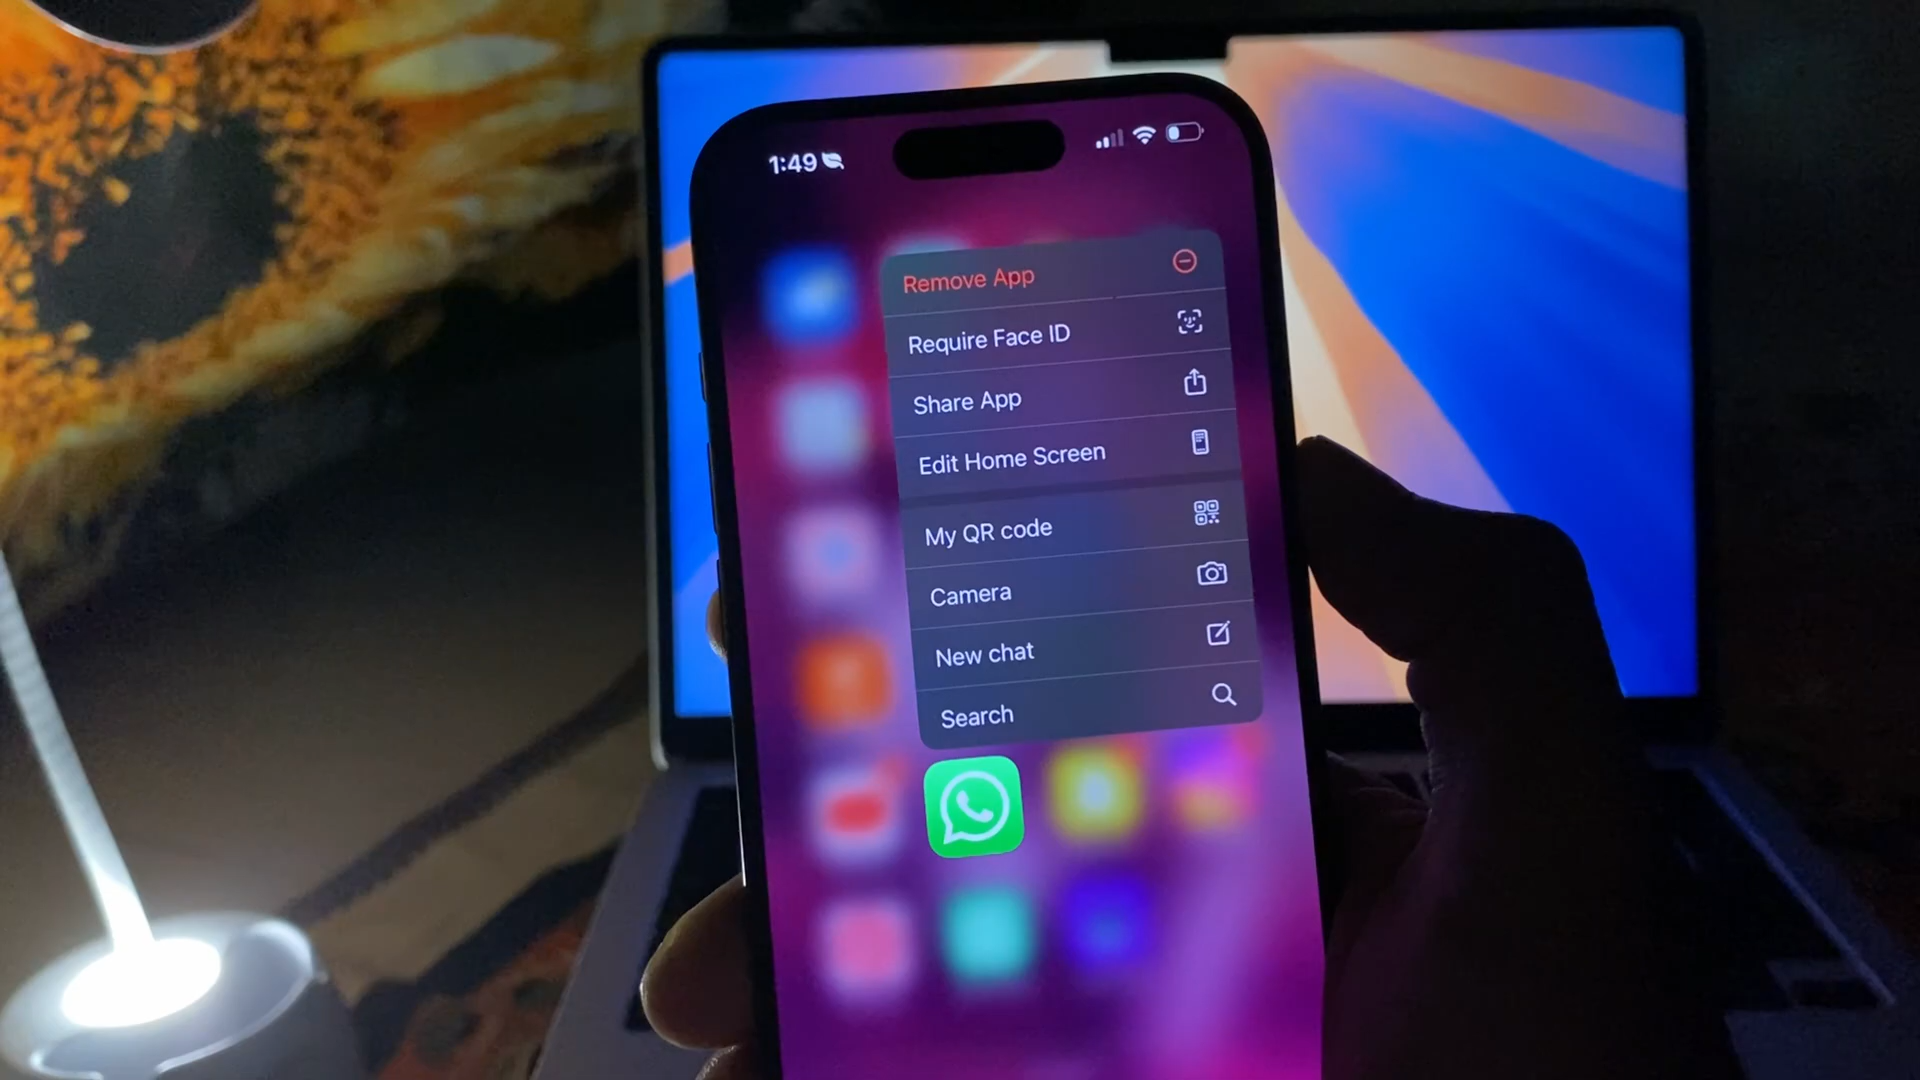 1:49
Remove App
Require Face ID
Share App
Edit Home Screen
My QR code
Camera
New chat
Search